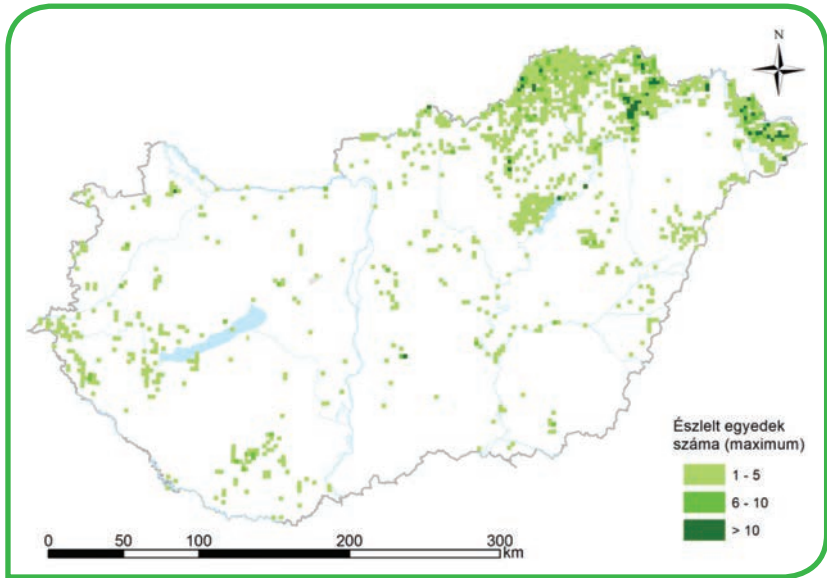 N
Észlelt egyedek
száma (maximum)
1 - 5
6 - 10
> 10
0 50 100 200 300
km